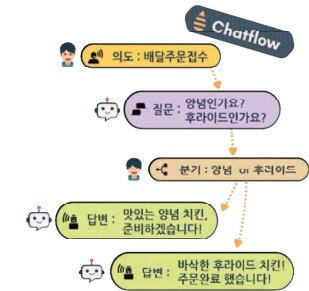 Chatflow
의도 : 배달주문접수
질문 : 양념인가요?
후라이드인가요?
분기 : 양념 or 후라이드
답변 : 맛있는 양념 치킨,
준비하겠습니다!
답변 : 바삭한 후라이드 치킨!
주문완료 했습니다!